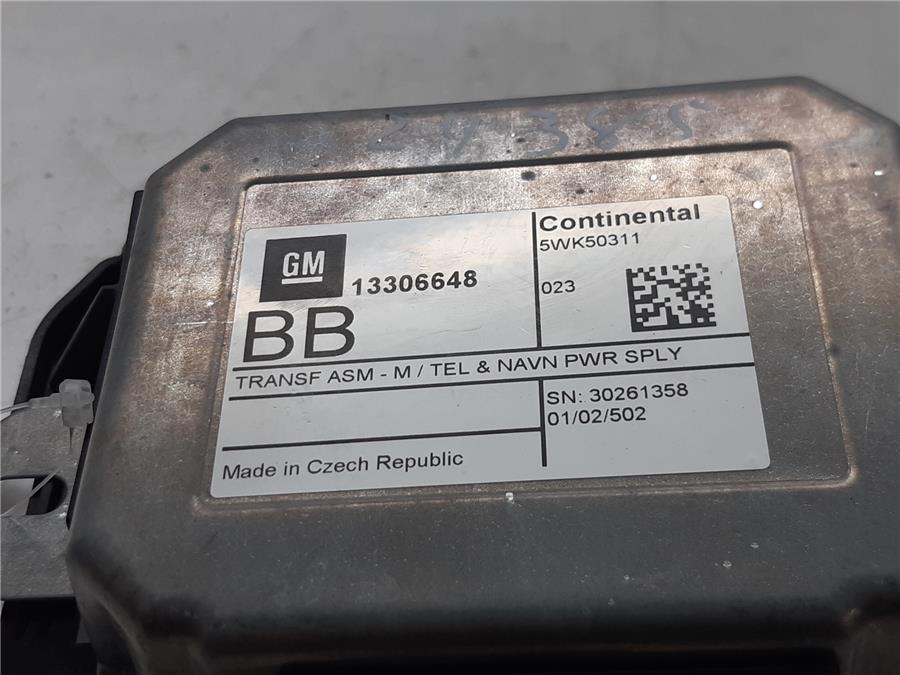 24385
GM
13306648
BB
Continental
5WK50311
023
TRANSF ASM - M / TEL & NAVN PWR SPLY
SN: 30261358
01/02/502
Made in Czech Republic